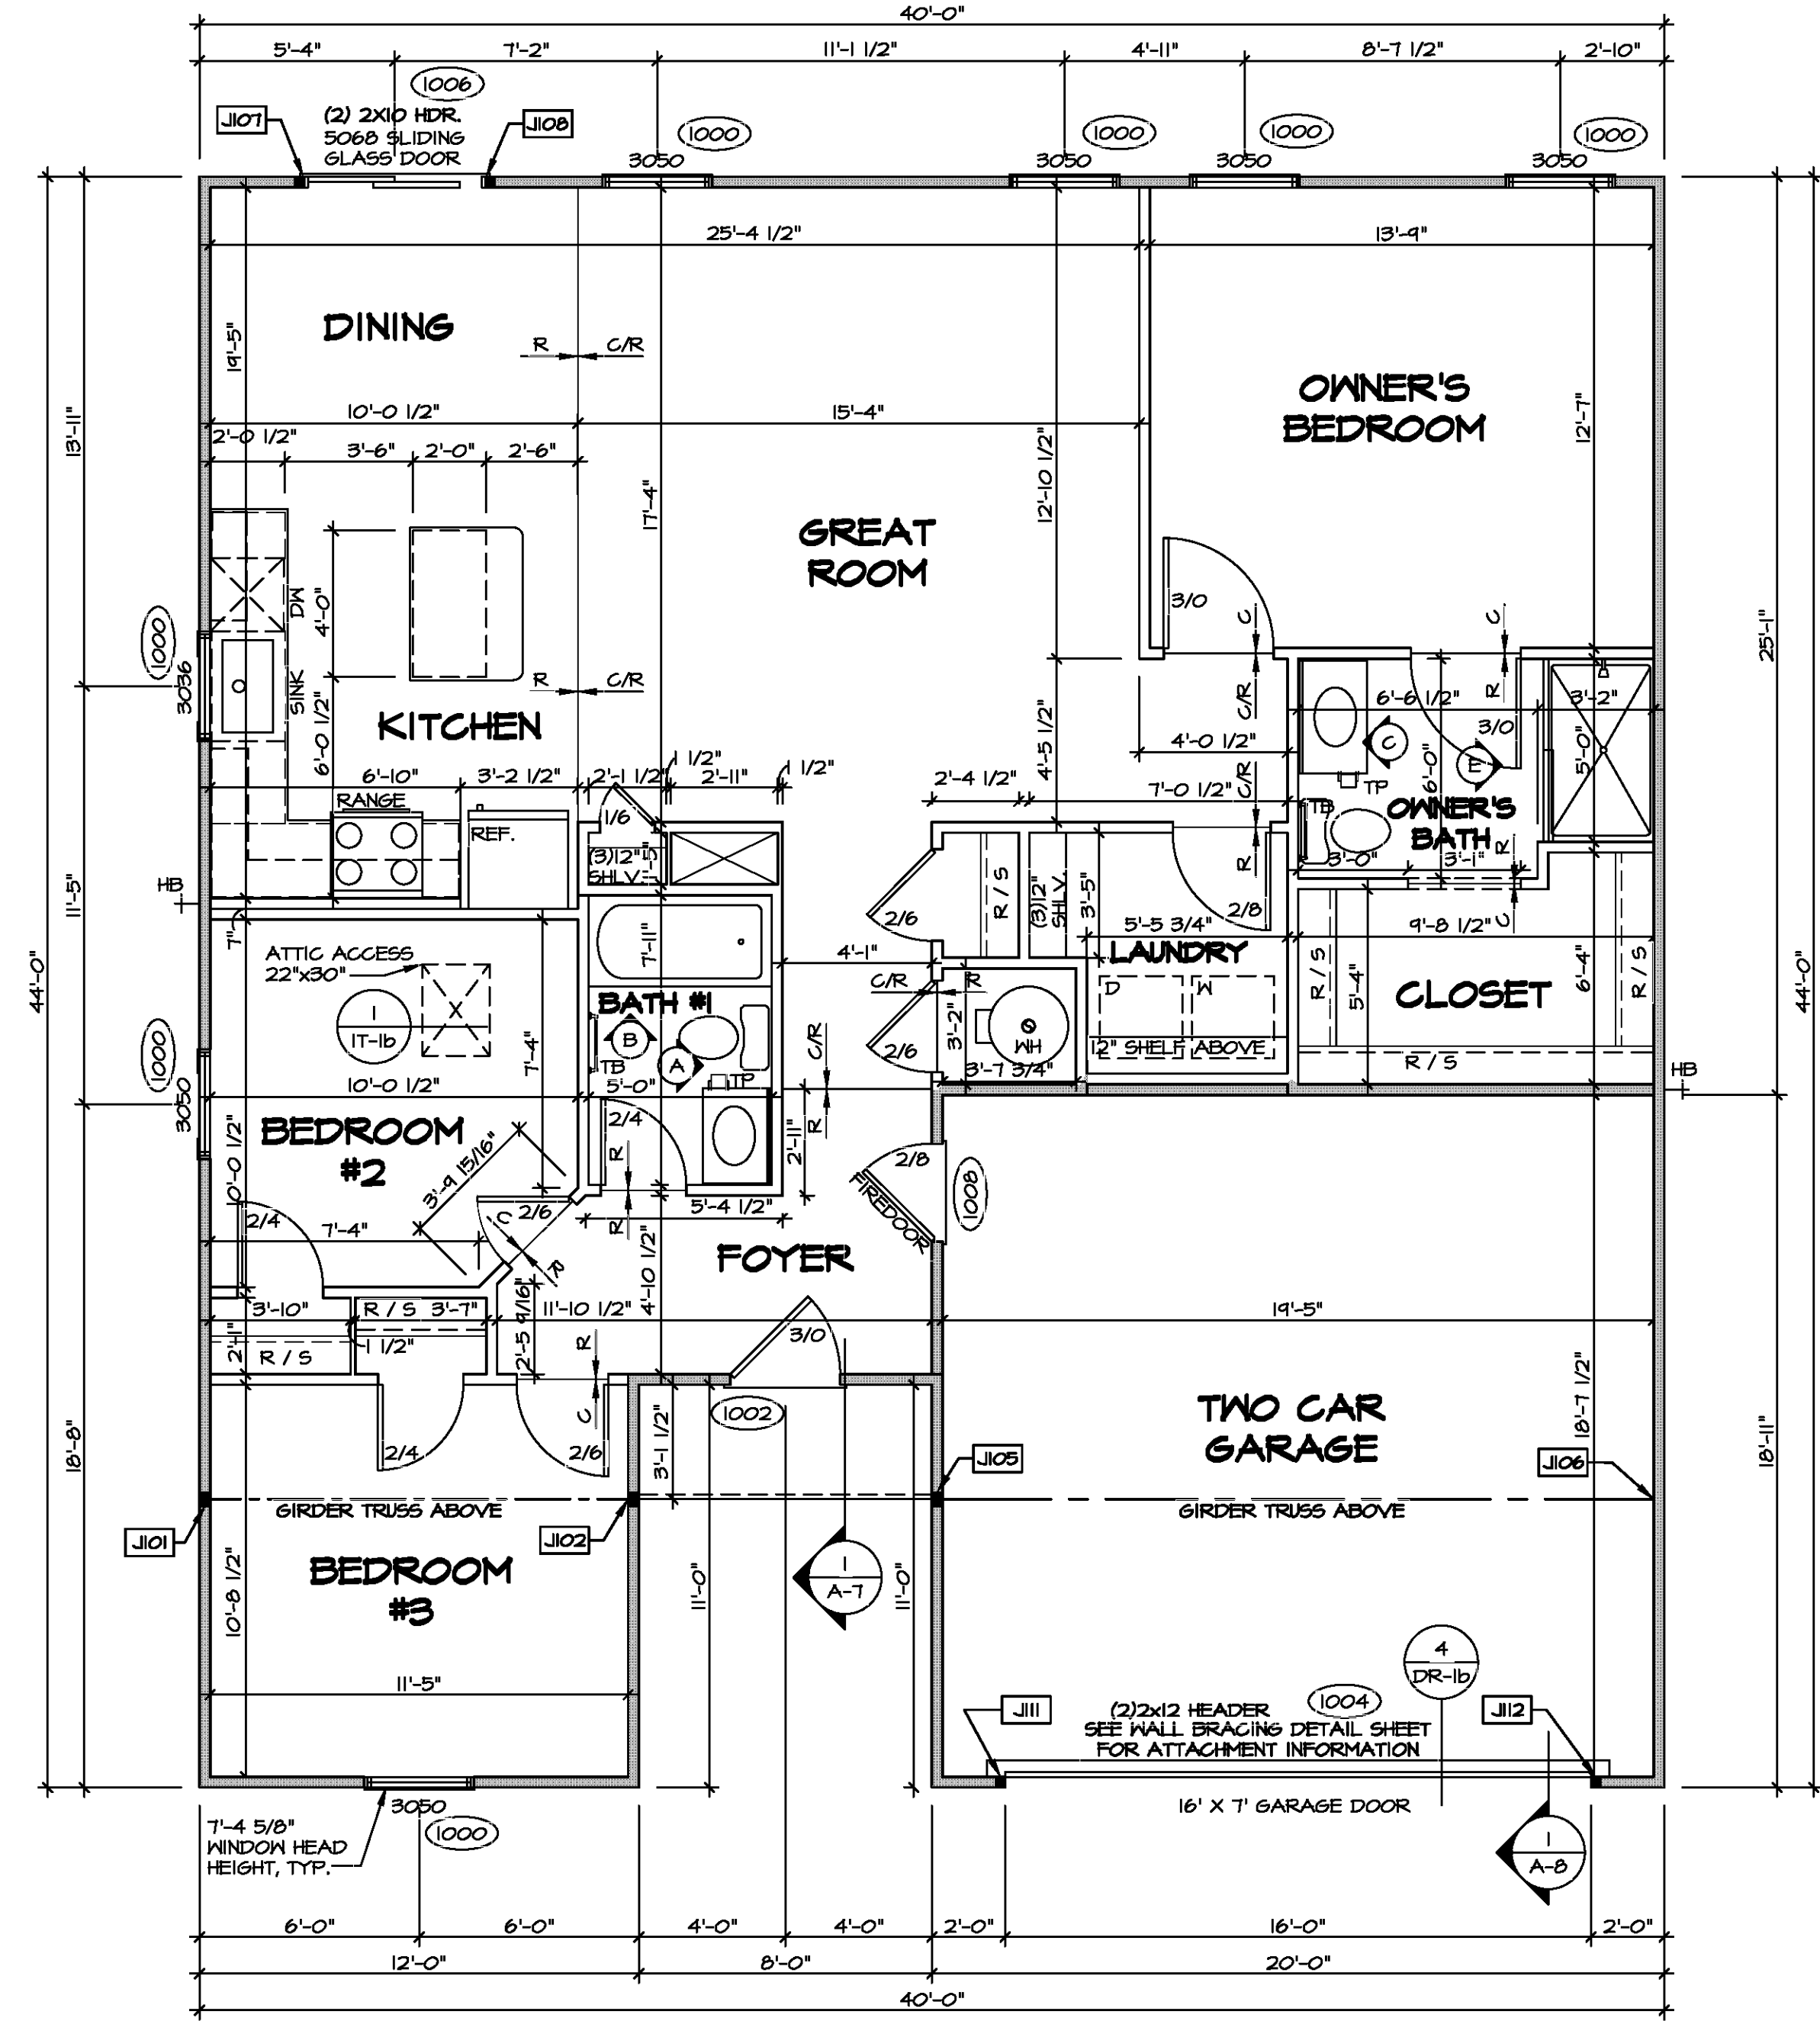 40'-0"
5'-4" 7'-2" 11'-1 1/2" 4'-11" 8'-7 1/2" 2'-10"
1006
J107 (2) 2X10 HDR. J108
5068 SLIDING
GLASS DOOR
1000 1000 1000 1000
3050 3050 3050 3050
25'-4 1/2" 13'-9"
DINING
19'-5"
R C/R
OWNER'S
BEDROOM
12'-7"
13'-11"
10'-0 1/2" 15'-4"
2'-0 1/2" 3'-6" 2'-0" 2'-6"
17'-4"
12'-10 1/2"
GREAT
ROOM
DW
4'-0"
3/0
C C
25'-11"
1000
3036
SINK
R C/R
6'-0 1/2"
KITCHEN
C/R R
6'-6 1/2" 3'-2"
3/0
C E
5'-0"
6'-0"
4'-5 1/2"
4'-0 1/2"
C/R
TP
6'-10" 3'-2 1/2" 2'-1 1/2" 1 1/2" 2'-11" 1 1/2"
2'-4 1/2" 7'-0 1/2"
RANGE
REF.
1/6
TB
OWNER'S
BATH
3'-0" 3'-1" R
(3)12"
SHLV.
HB
11'-5"
7"
2/6
R / S
(3)12"
SHLV.
3'-5"
R
2/8
5'-5 3/4"
LAUNDRY
9'-8 1/2" C
ATTIC ACCESS
22"x30"
X
1
1T-1b
7'-11"
4'-1"
C/R R
BATH #1
B
A
TB
TP
D W
12" SHELF ABOVE
R / S
5'-4"
CLOSET
6'-4"
R / S
R / S
HB
44'-0"
44'-0"
1000
3050
7'-4"
3'-2"
WH
2/6
3'-7 3/4"
C/R
R
10'-0 1/2" 5'-0"
BEDROOM
#2
3'-9 15/16"
2/4
R
R
2'-11"
2/8
FIREDOOR
1008
2/4
7'-4"
2/6
C
R
5'-4 1/2"
FOYER
4'-10 1/2"
3'-10" R / S 3'-7" 11'-10 1/2"
19'-5"
2'-1"
R / S
1 1/2"
2'-5 9/16"
R
C
3/0
1002
2/4 2/6
3'-1 1/2"
TWO CAR
GARAGE
18'-7 1/2"
18'-8"
18'-11"
J105
J106
GIRDER TRUSS ABOVE
GIRDER TRUSS ABOVE
J101
J102
BEDROOM
#3
10'-8 1/2"
11'-0"
1
A-7
11'-0"
4
DR-1b
11'-5"
J111 (2)2x12 HEADER 1004 J112
SEE WALL BRACING DETAIL SHEET
FOR ATTACHMENT INFORMATION
3050
1000
16' X 7' GARAGE DOOR
7'-4 5/8"
WINDOW HEAD
HEIGHT, TYP.
1
A-8
6'-0" 6'-0" 4'-0" 4'-0" 2'-0" 16'-0" 2'-0"
12'-0" 8'-0" 20'-0"
40'-0"